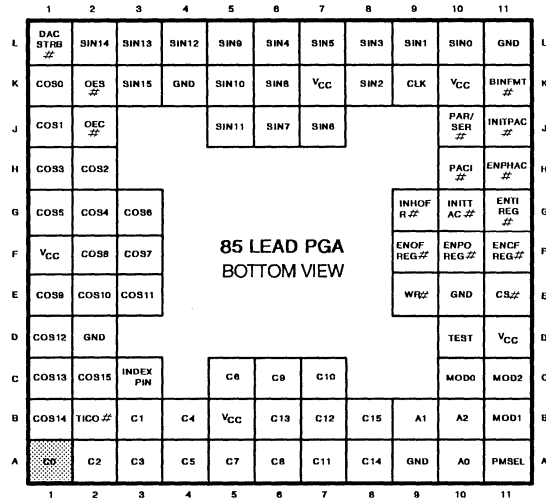 1 2 3 4 5 6 7 8 9 10 11
L DAC STRB # SIN14 SIN13 SIN12 SIN9 SIN4 SIN5 SIN3 SIN1 SIN0 GND L
K COS0 OES # SIN15 GND SIN10 SIN8 VCC SIN2 CLK VCC BINFMT # K
J COS1 OEC # SIN11 SIN7 SIN6 PAR/ SER # INITPAC # J
H COS3 COS2 PACI # ENPHAC # H
G COS5 COS4 COS6 INHOF R# INITT AC # ENTI REG # G
F VCC COS8 COS7 ENOF REG# ENPO REG# ENCF REG# F
85 LEAD PGA
BOTTOM VIEW
E COS9 COS10 COS11 WR# GND CS# E
D COS12 GND TEST VCC D
C COS13 COS15 INDEX PIN C6 C9 C10 MOD0 MOD2 C
B COS14 TICO# C1 C4 VCC C13 C12 C15 A1 A2 MOD1 B
A C0 C2 C3 C5 C7 C8 C11 C14 GND A0 PMSEL A
1 2 3 4 5 6 7 8 9 10 11